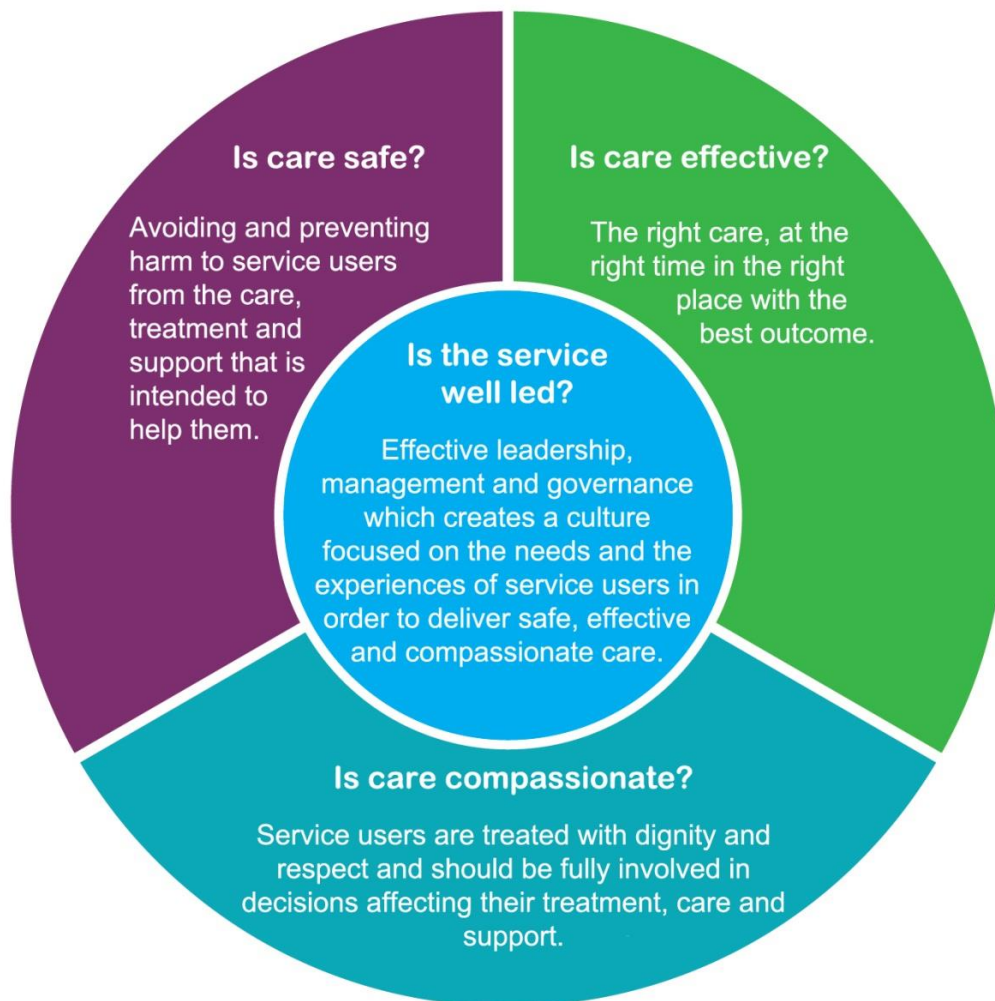 Is care safe?
Avoiding and preventing
harm to service users
from the care,
treatment and
support that is
intended to
help them.
Is care effective?
The right care, at the
right time in the right
place with the
best outcome.
Is the service
well led?
Effective leadership,
management and governance
which creates a culture
focused on the needs and the
experiences of service users in
order to deliver safe, effective
and compassionate care.
Is care compassionate?
Service users are treated with dignity and
respect and should be fully involved in
decisions affecting their treatment, care and
support.